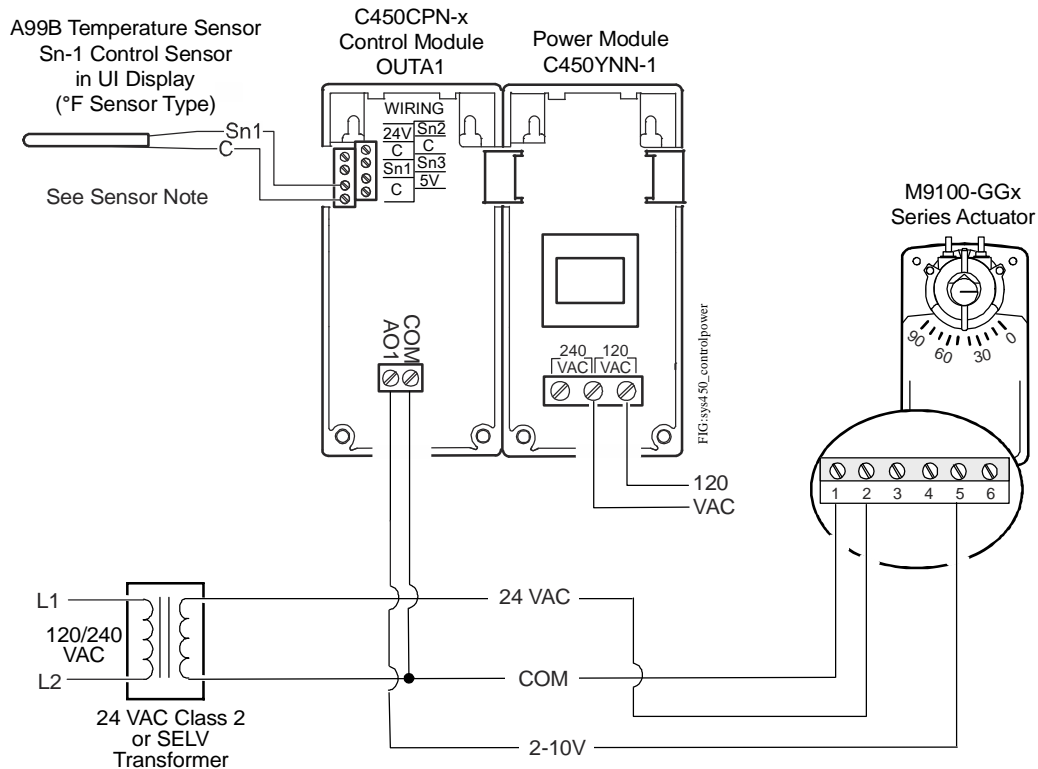 A99B Temperature Sensor
Sn-1 Control Sensor
in UI Display
(°F Sensor Type)
C450CPN-x
Control Module
OUTA1
Power Module
C450YNN-1
WIRING
24V Sn2
C C
Sn1 Sn3
C 5V
Sn1
C
See Sensor Note
M9100-GGx
Series Actuator
90 60 30 0
COM
AO1
240 VAC
120 VAC
FIG:sys450_controlpower
120
VAC
1 2 3 4 5 6
L1
120/240
VAC
L2
24 VAC
COM
2-10V
24 VAC Class 2
or SELV
Transformer